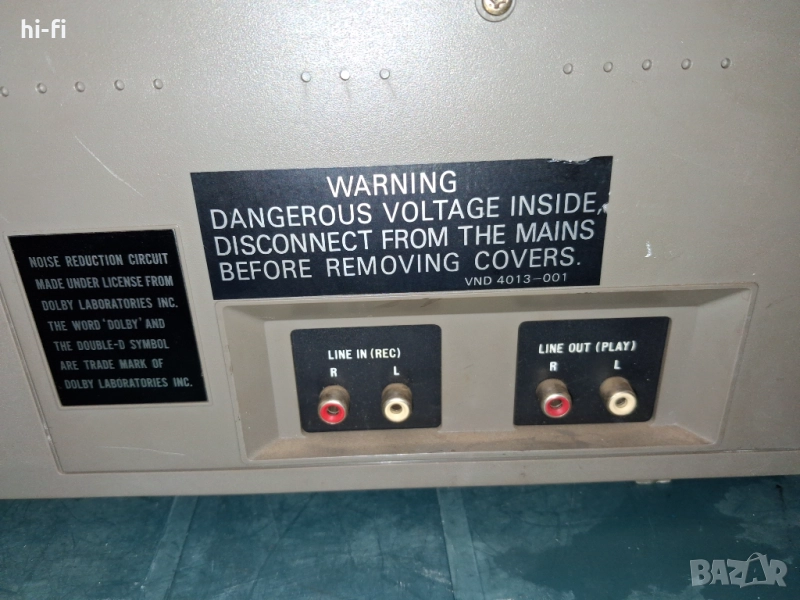 hi-fi
WARNING
DANGEROUS VOLTAGE INSIDE,
DISCONNECT FROM THE MAINS
BEFORE REMOVING COVERS.
VND 4013-001
NOISE REDUCTION CIRCUIT
MADE UNDER LICENSE FROM
DOLBY LABORATORIES INC.
THE WORD 'DOLBY' AND
THE DOUBLE-D SYMBOL
ARE TRADE MARK OF
DOLBY LABORATORIES INC.
LINE IN (REC)
R L
LINE OUT (PLAY)
R L
BAZAR